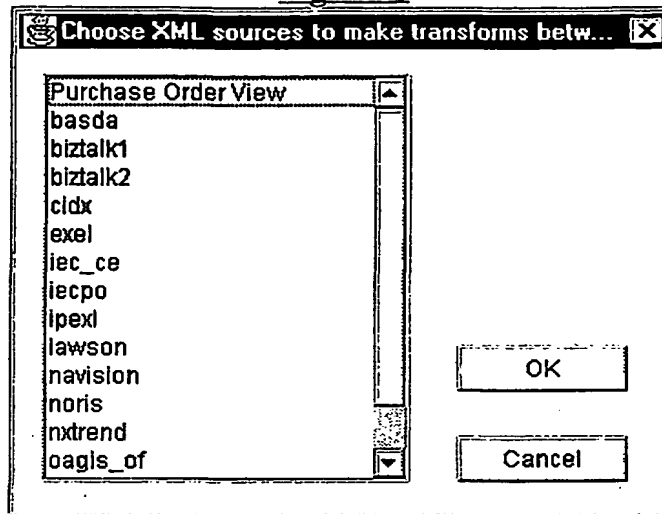 Choose XML sources to make transforms betw...
Purchase Order View
basda
biztalk1
biztalk2
cidx
exel
iec_ce
iecpo
ipexl
lawson
navision
noris
nxtrend
oagis_of
OK
Cancel